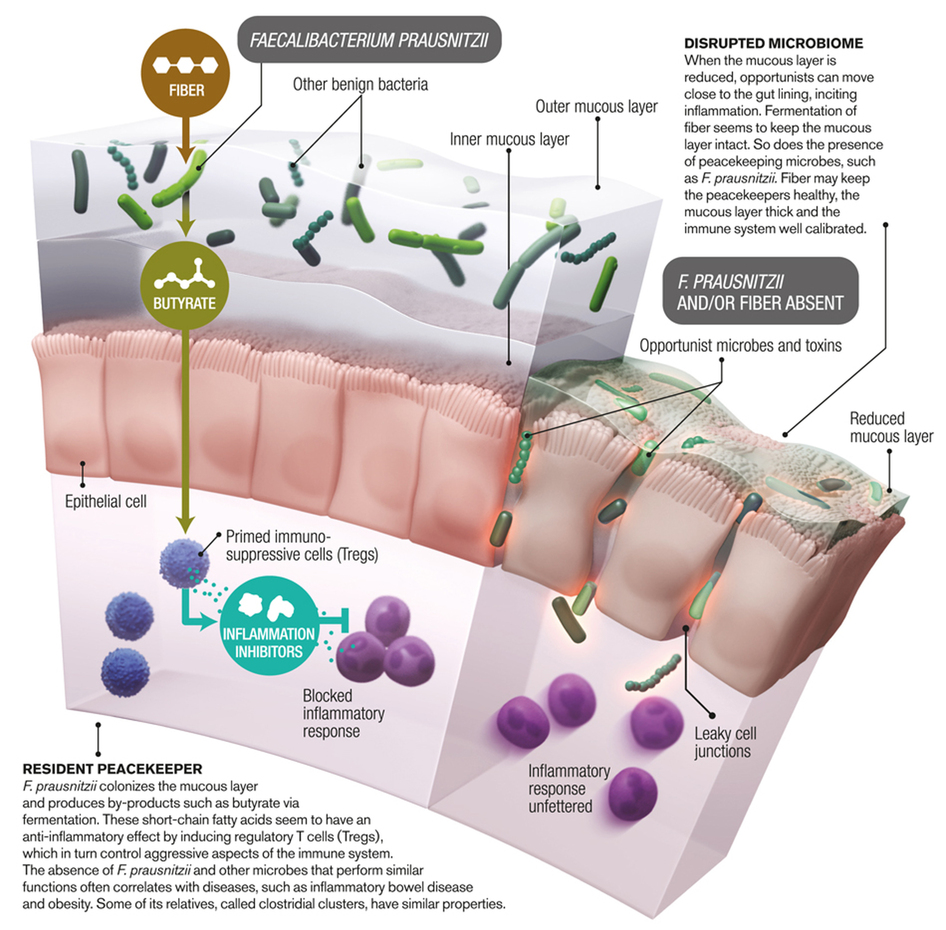 FAECALIBACTERIUM PRAUSNITZII
FIBER
Other benign bacteria
Outer mucous layer
Inner mucous layer
DISRUPTED MICROBIOME
When the mucous layer is
reduced, opportunists can move
close to the gut lining, inciting
inflammation. Fermentation of
fiber seems to keep the mucous
layer intact. So does the presence
of peacekeeping microbes, such
as F. prausnitzii. Fiber may keep
the peacekeepers healthy, the
mucous layer thick and the
immune system well calibrated.
BUTYRATE
F. PRAUSNITZII
AND/OR FIBER ABSENT
Opportunist microbes and toxins
Reduced
mucous layer
Epithelial cell
Primed immuno-
suppressive cells (Tregs)
INFLAMMATION
INHIBITORS
Blocked
inflammatory
response
Leaky cell
junctions
Inflammatory
response
unfettered
RESIDENT PEACEKEEPER
F. prausnitzii colonizes the mucous layer
and produces by-products such as butyrate via
fermentation. These short-chain fatty acids seem to have an
anti-inflammatory effect by inducing regulatory T cells (Tregs),
which in turn control aggressive aspects of the immune system.
The absence of F. prausnitzii and other microbes that perform similar
functions often correlates with diseases, such as inflammatory bowel disease
and obesity. Some of its relatives, called clostridial clusters, have similar properties.